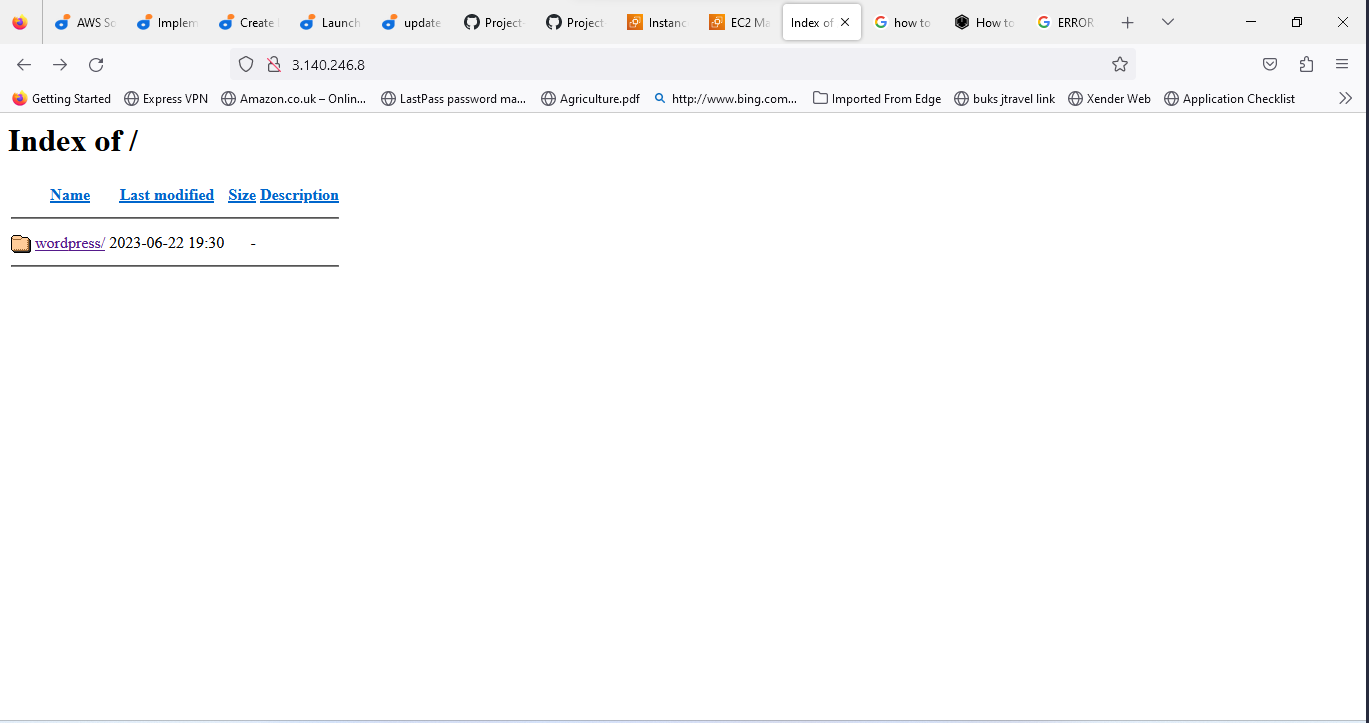 AWS So
Implem
Create i
Launch
update
Project-
Project
Instanc
EC2 Ma
Index of
how to
How to
ERROR
3.140.246.8
Getting Started
Express VPN
Amazon.co.uk – Onlin...
LastPass password ma...
Agriculture.pdf
http://www.bing.com...
Imported From Edge
buks jtravel link
Xender Web
Application Checklist
Index of /
Name Last modified Size Description
wordpress/ 2023-06-22 19:30 -